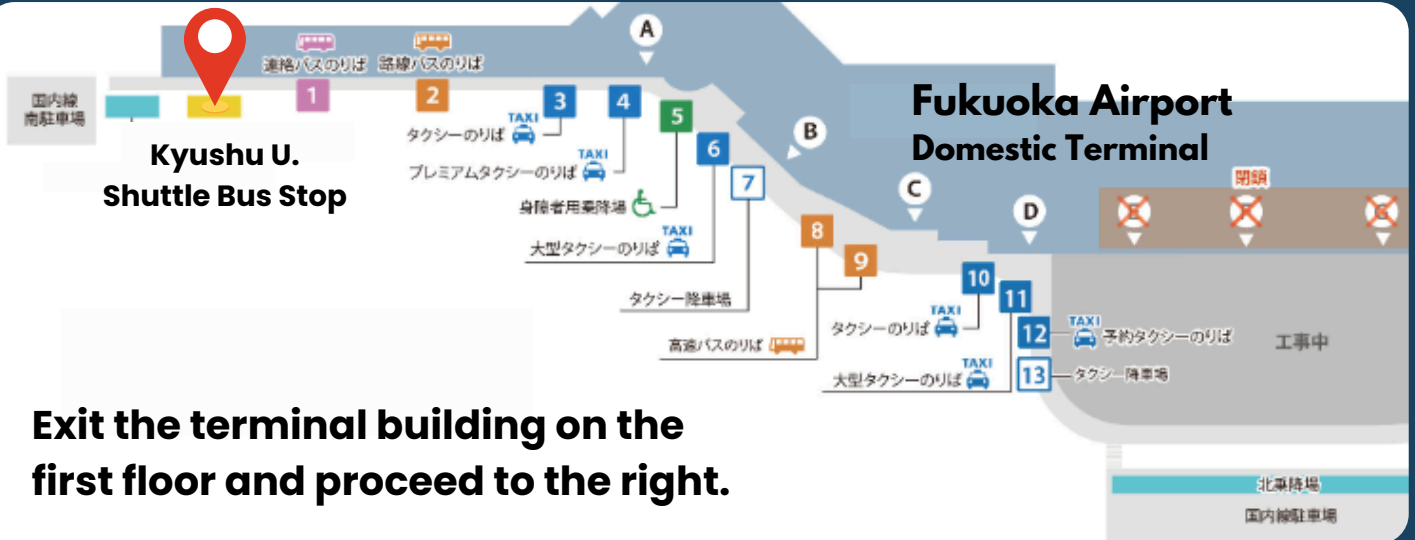 A
連絡バスのりば
路線バスのりば
国内線
南駐車場
1
2
3
4
5
6
7
8
9
10
11
12
13
B
C
D
Fukuoka Airport
Domestic Terminal
閉鎖
E
F
G
Kyushu U.
Shuttle Bus Stop
TAXI
タクシーのりば
TAXI
プレミアムタクシーのりば
身障者用乗降場
TAXI
大型タクシーのりば
タクシー降車場
高速バスのりば
TAXI
タクシーのりば
TAXI
大型タクシーのりば
TAXI
予約タクシーのりば
タクシー降車場
工事中
Exit the terminal building on the
first floor and proceed to the right.
北乗降場
国内線駐車場